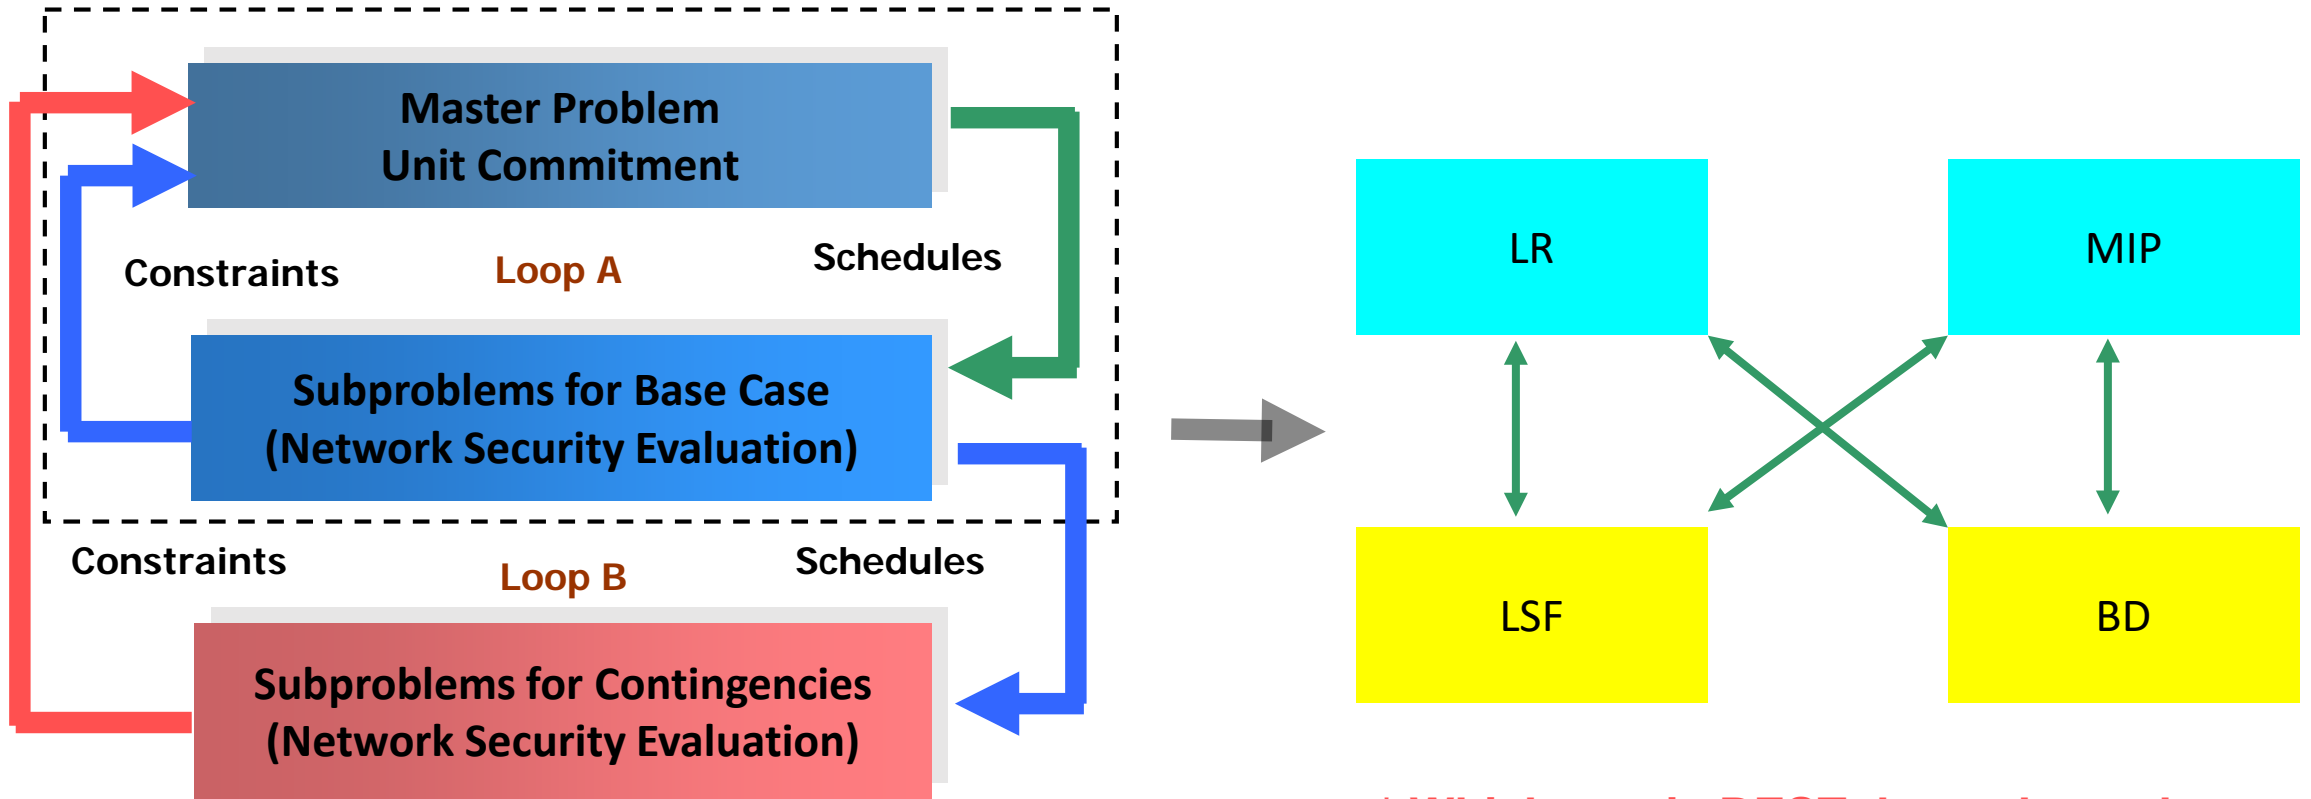 Master Problem
Unit Commitment
Constraints
Loop A
Schedules
Subproblems for Base Case
(Network Security Evaluation)
Constraints
Loop B
Schedules
Subproblems for Contingencies
(Network Security Evaluation)
LR
MIP
LSF
BD